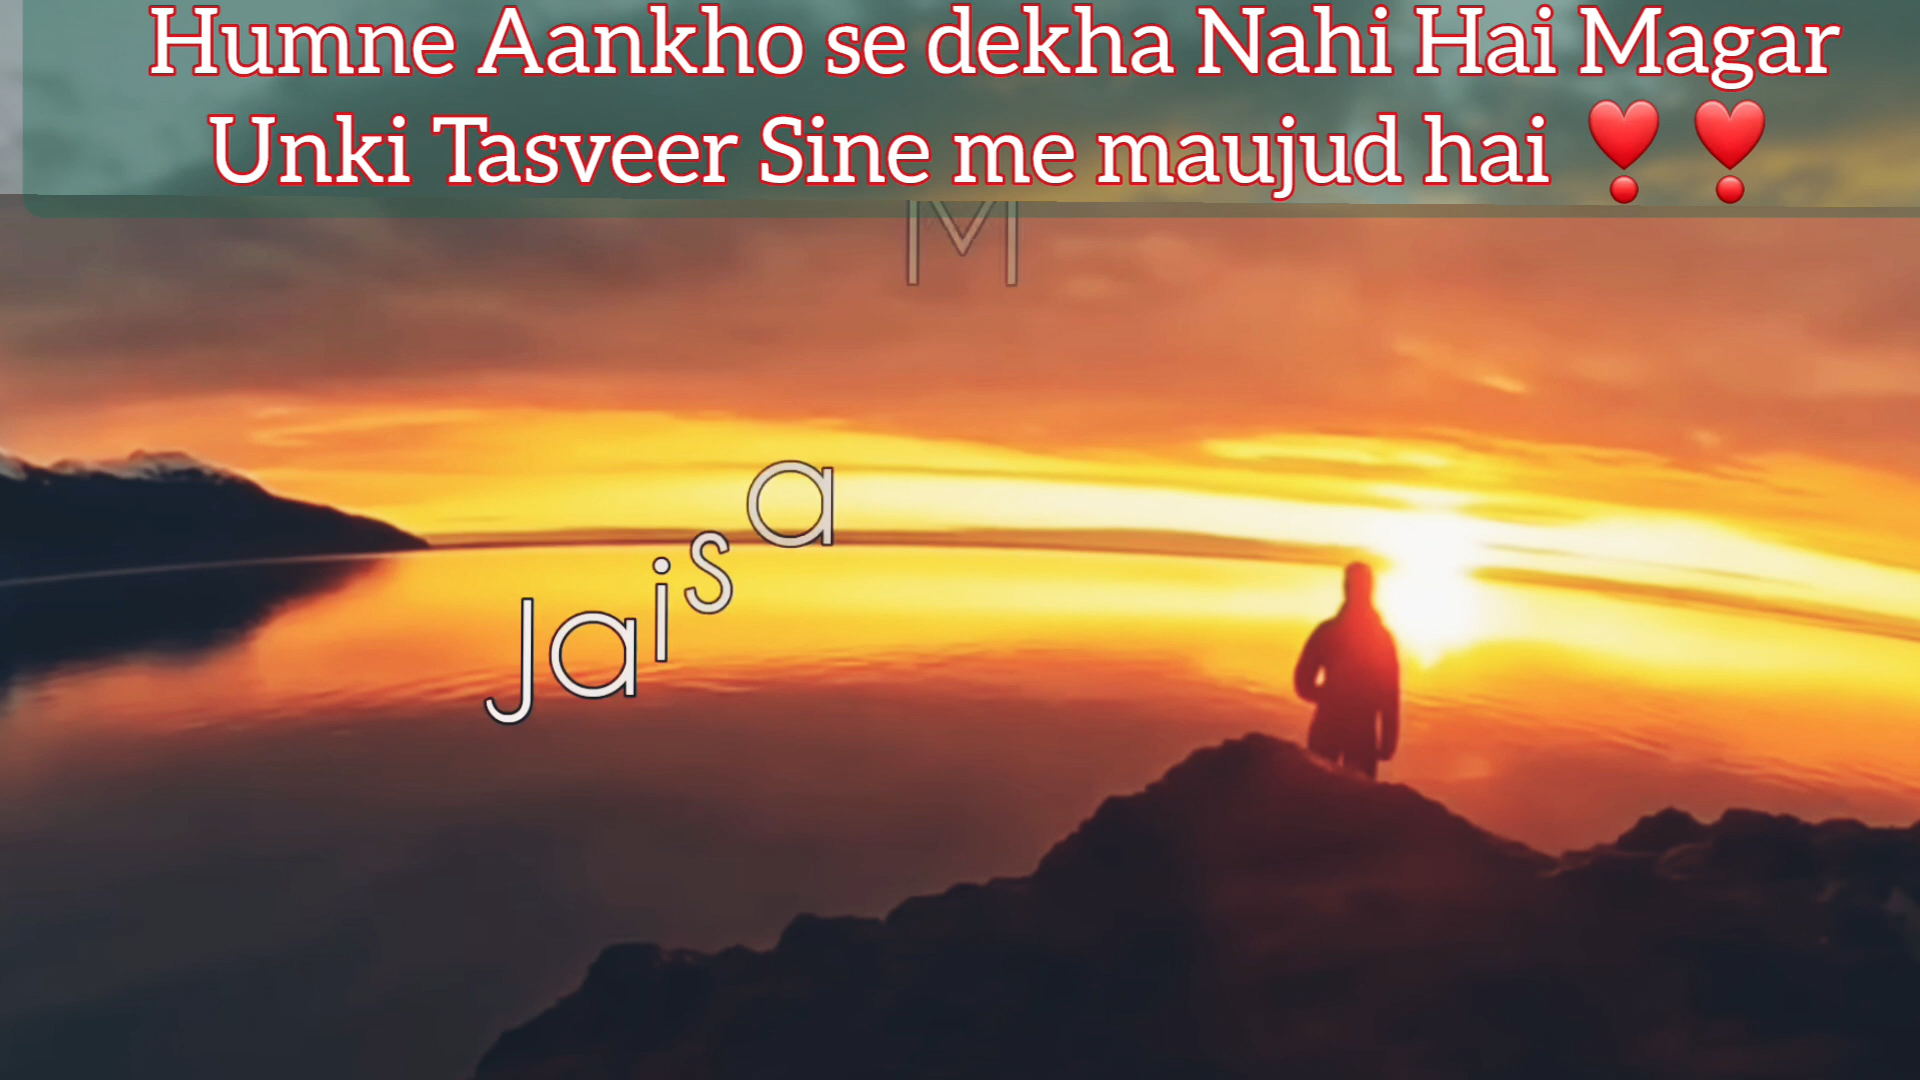 Humne Aankho se dekha Nahi Hai Magar
Unki Tasveer Sine me maujud hai ❣️ ❣️
M
Jaisa